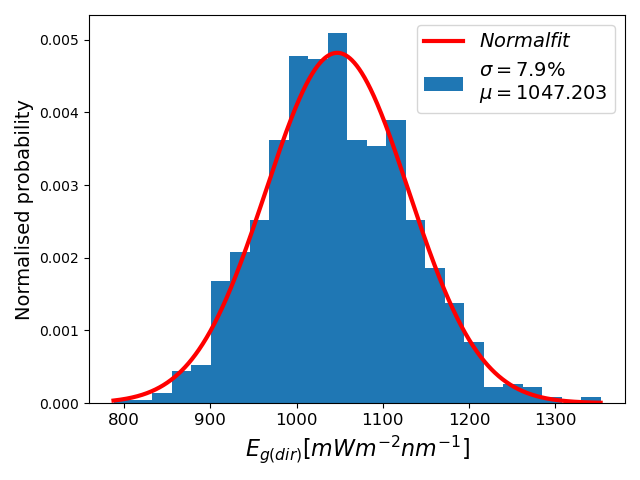 Normalfit
σ = 7.9%
μ = 1047.203
Normalised probability
0.005
0.004
0.003
0.002
0.001
0.000
800 900 1000 1100 1200 1300
E_{g(dir)}[mWm^{-2}nm^{-1}]